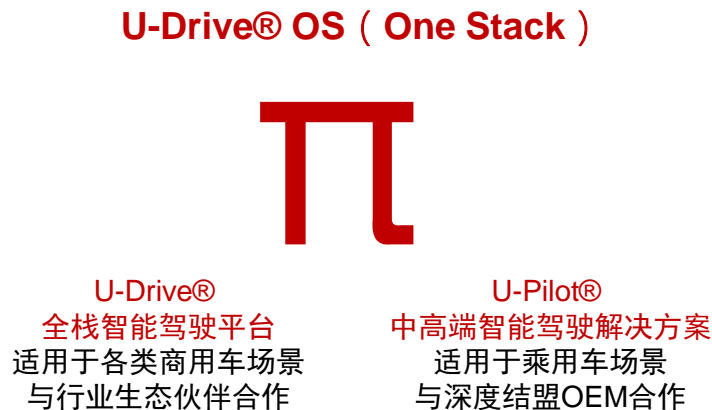 U-Drive® OS（One Stack）
π
U-Drive®
全栈智能驾驶平台
适用于各类商用车场景
与行业生态伙伴合作
U-Pilot®
中高端智能驾驶解决方案
适用于乘用车场景
与深度结盟OEM合作